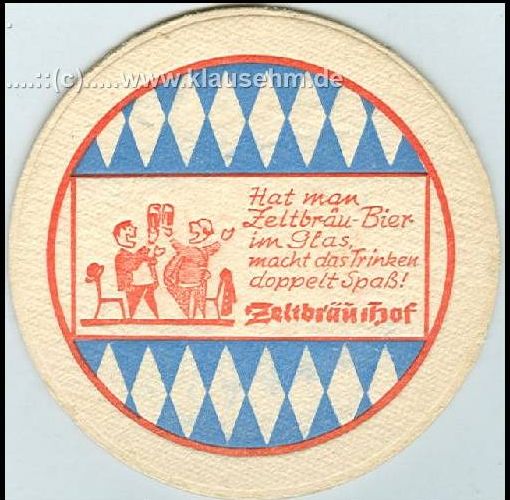 .....::(c).....www.klausehm.de
Hat man
Zeltbräu-Bier
im Glas,
macht das Trinken
doppelt Spaß!
Zeltbräu Hof